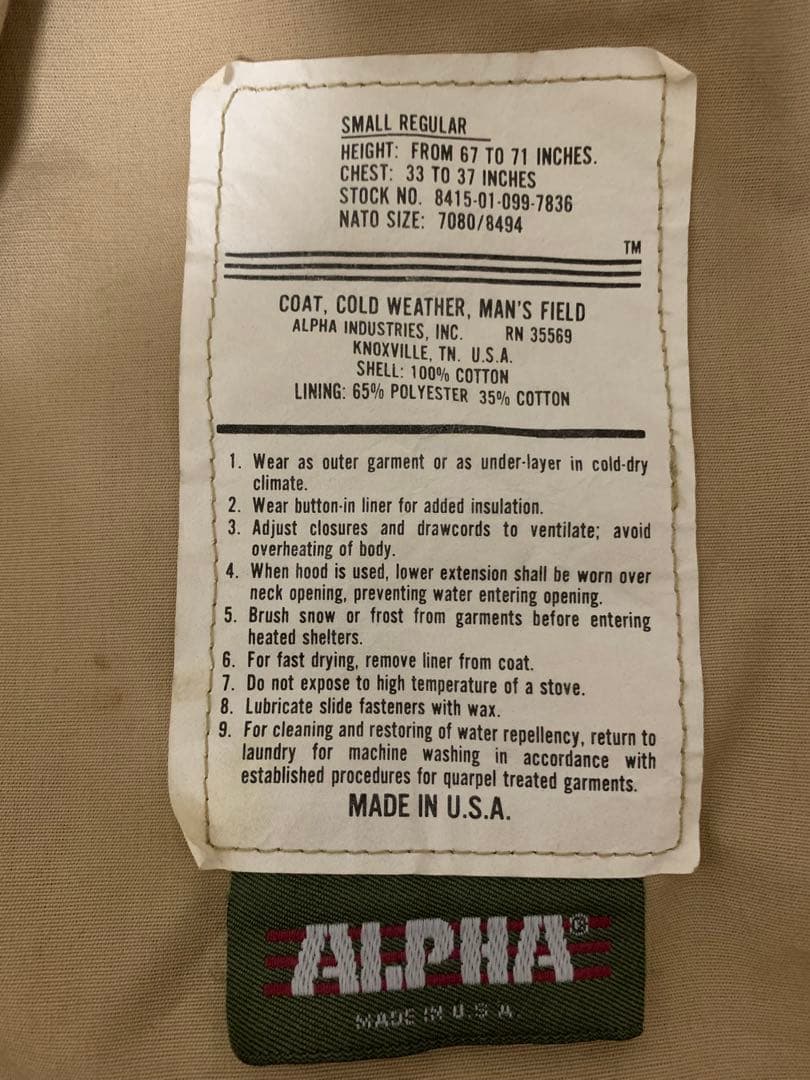 SMALL REGULAR
HEIGHT: FROM 67 TO 71 INCHES.
CHEST: 33 TO 37 INCHES
STOCK NO. 8415-01-099-7836
NATO SIZE: 7080/8494
TM
COAT, COLD WEATHER, MAN'S FIELD
ALPHA INDUSTRIES, INC. RN 35569
KNOXVILLE, TN. U.S.A.
SHELL: 100% COTTON
LINING: 65% POLYESTER 35% COTTON
1. Wear as outer garment or as under-layer in cold-dry
climate.
2. Wear button-in liner for added insulation.
3. Adjust closures and drawcords to ventilate; avoid
overheating of body.
4. When hood is used, lower extension shall be worn over
neck opening, preventing water entering opening.
5. Brush snow or frost from garments before entering
heated shelters.
6. For fast drying, remove liner from coat.
7. Do not expose to high temperature of a stove.
8. Lubricate slide fasteners with wax.
9. For cleaning and restoring of water repellency, return to
laundry for machine washing in accordance with
established procedures for quarpel treated garments.
MADE IN U.S.A.
ALPHA®
MADE IN U.S.A.